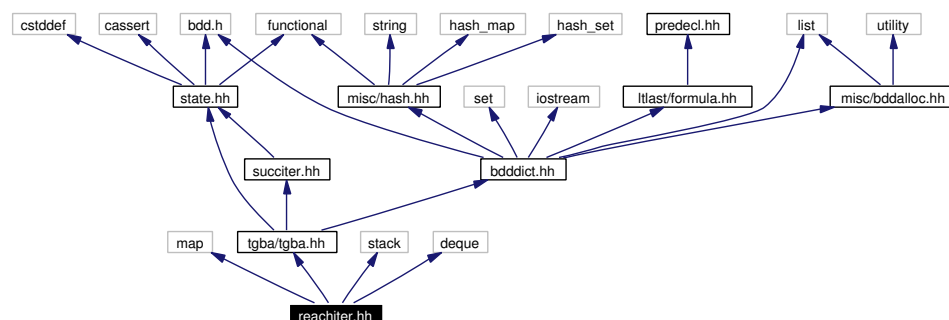 cstddef
cassert
bdd.h
functional
string
hash_map
hash_set
predecl.hh
list
utility
state.hh
misc/hash.hh
set
iostream
ltlast/formula.hh
misc/bddalloc.hh
succiter.hh
bdddict.hh
map
tgba/tgba.hh
stack
deque
reachiter.hh